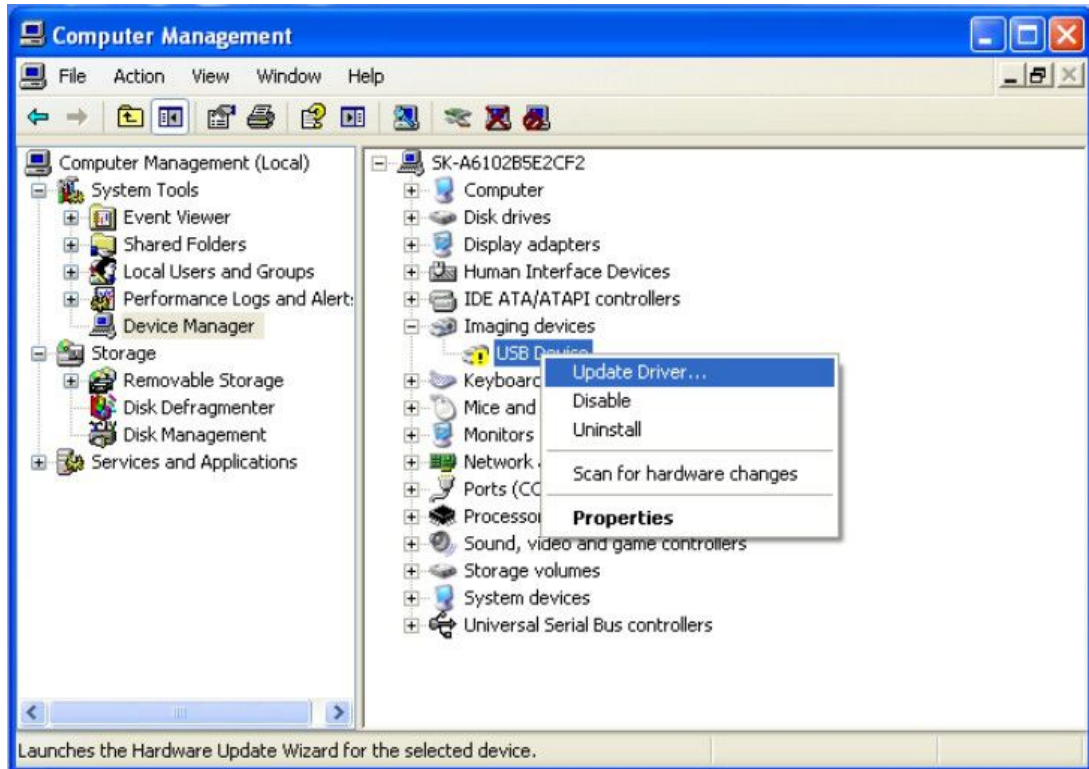 Computer Management
File Action View Window Help
Computer Management (Local)
System Tools
Event Viewer
Shared Folders
Local Users and Groups
Performance Logs and Alert
Device Manager
Storage
Removable Storage
Disk Defragmenter
Disk Management
Services and Applications
SK-A6102B5E2CF2
Computer
Disk drives
Display adapters
Human Interface Devices
IDE ATA/ATAPI controllers
Imaging devices
USB Device
Keyboard
Mice and
Monitors
Network
Ports (CO
Processo
Sound, video and game controllers
Storage volumes
System devices
Universal Serial Bus controllers
Update Driver...
Disable
Uninstall
Scan for hardware changes
Properties
Launches the Hardware Update Wizard for the selected device.